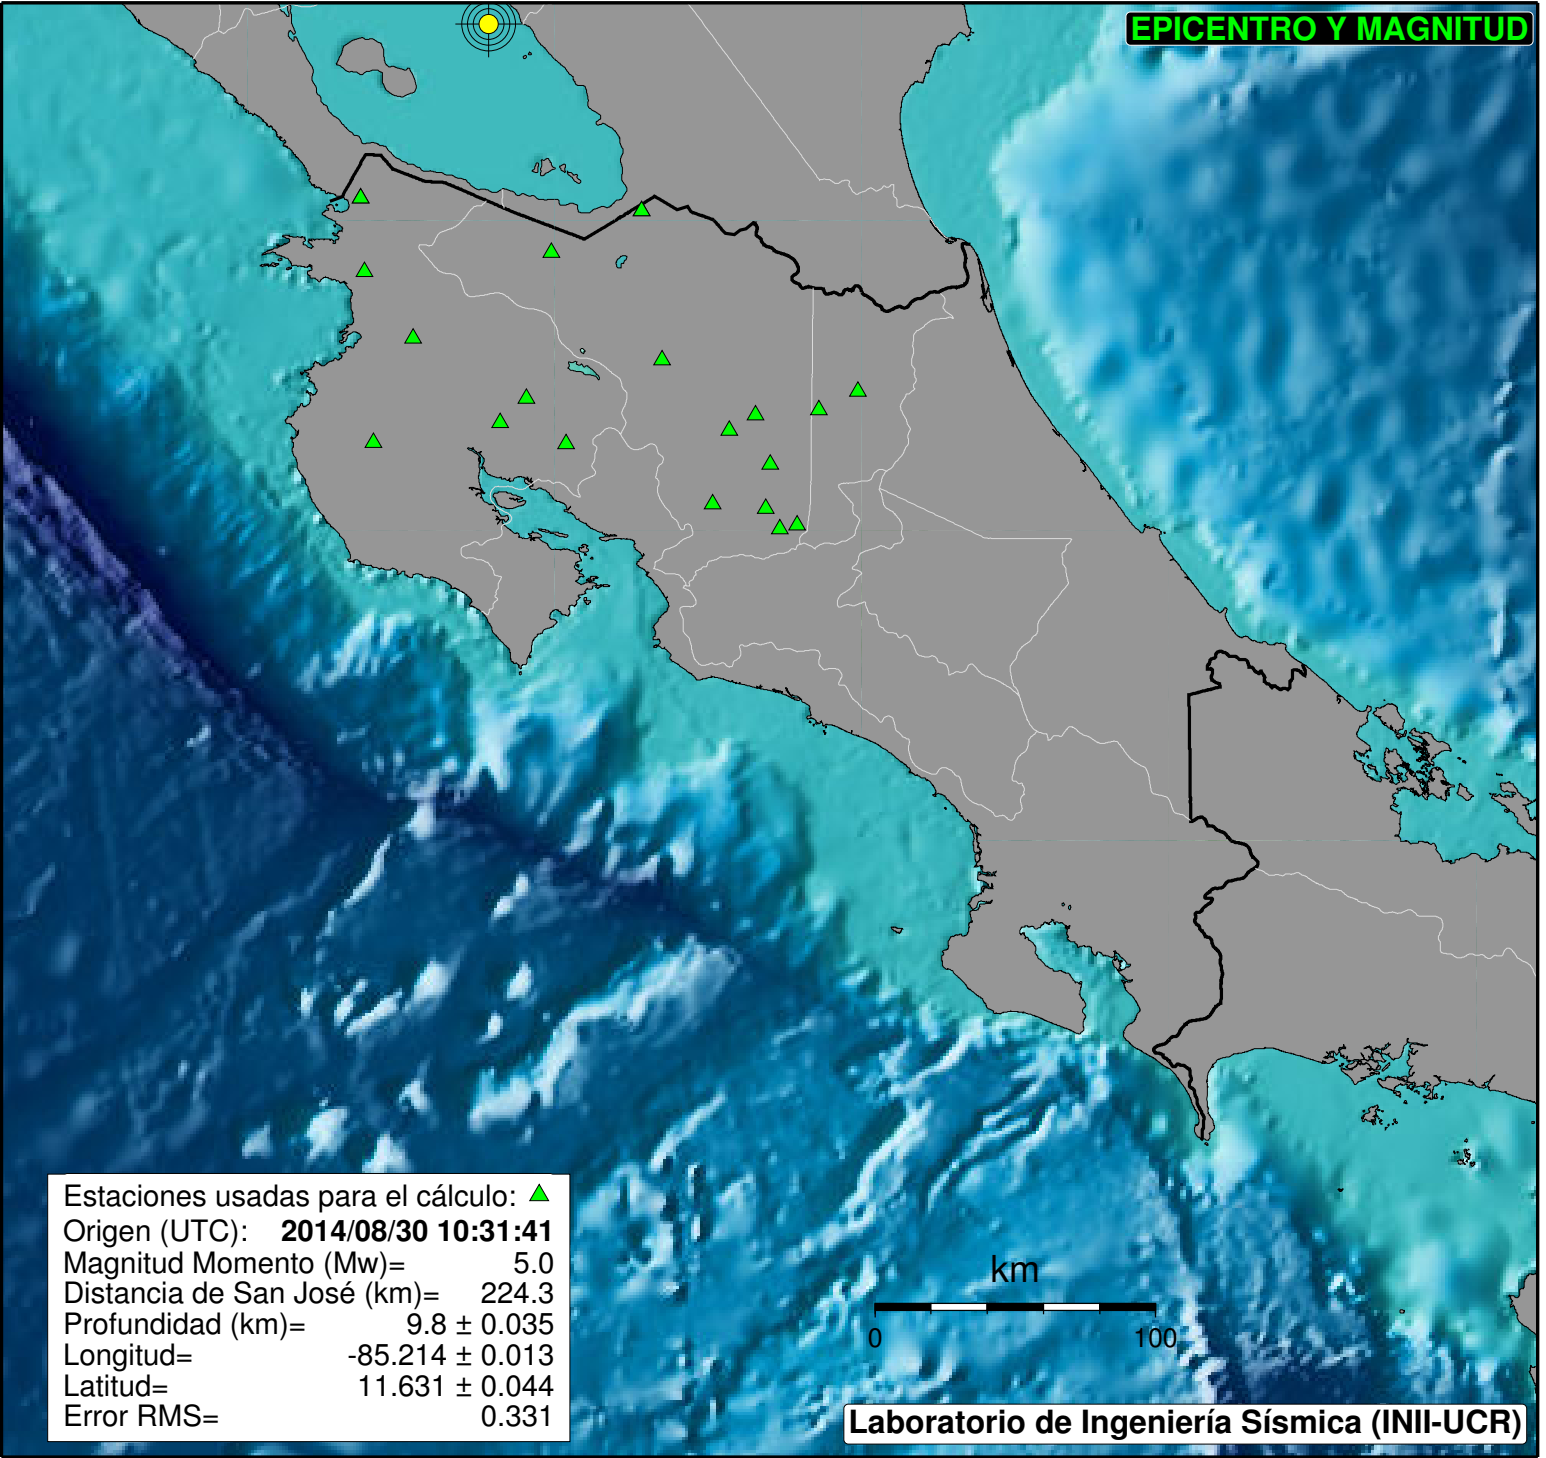 EPICENTRO Y MAGNITUD
Estaciones usadas para el cálculo:
Origen (UTC): 2014/08/30 10:31:41
Magnitud Momento (Mw)= 5.0
Distancia de San José (km)= 224.3
Profundidad (km)= 9.8 ± 0.035
Longitud= -85.214 ± 0.013
Latitud= 11.631 ± 0.044
Error RMS= 0.331
km
0 100
Laboratorio de Ingeniería Sísmica (INII-UCR)